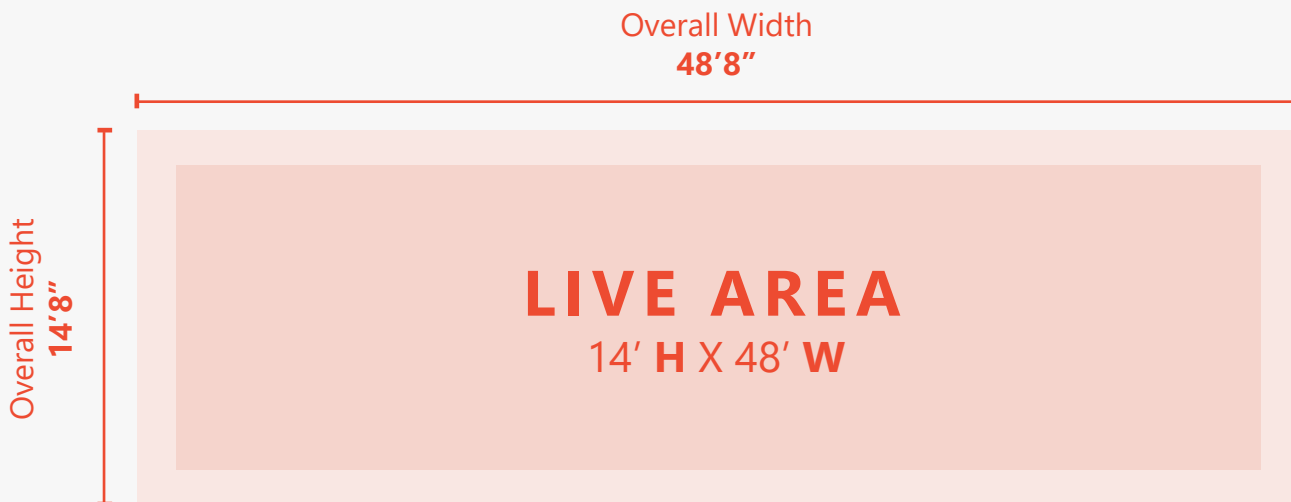 Overall Width
48’8”
Overall Height
14’8”
LIVE AREA
14’ H X 48’ W